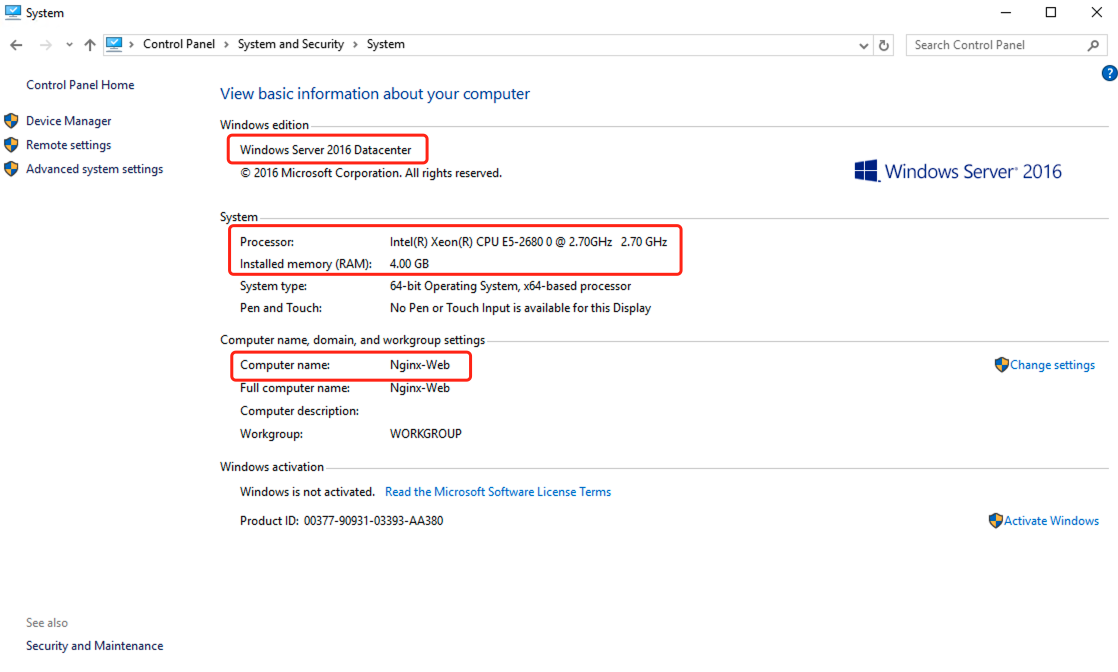 System
Control Panel > System and Security > System
Search Control Panel
Control Panel Home
Device Manager
Remote settings
Advanced system settings
View basic information about your computer
Windows edition
Windows Server 2016 Datacenter
© 2016 Microsoft Corporation. All rights reserved.
Windows Server® 2016
System
Processor: Intel(R) Xeon(R) CPU E5-2680 0 @ 2.70GHz 2.70 GHz
Installed memory (RAM): 4.00 GB
System type: 64-bit Operating System, x64-based processor
Pen and Touch: No Pen or Touch Input is available for this Display
Computer name, domain, and workgroup settings
Computer name: Nginx-Web
Change settings
Full computer name: Nginx-Web
Computer description:
Workgroup: WORKGROUP
Windows activation
Windows is not activated. Read the Microsoft Software License Terms
Product ID: 00377-90931-03393-AA380
Activate Windows
See also
Security and Maintenance